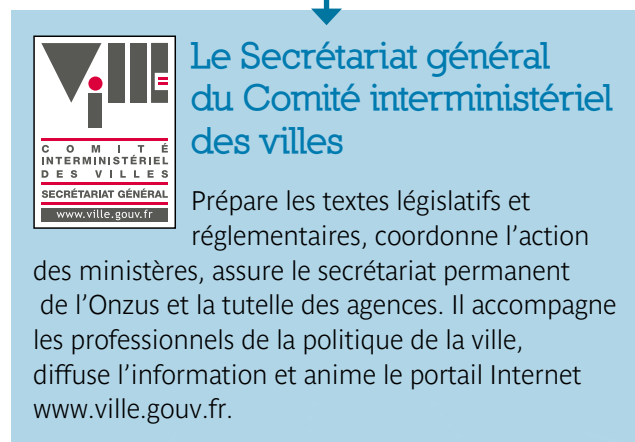 Ville
COMITÉ
INTERMINISTÉRIEL
DES VILLES
SECRÉTARIAT GÉNÉRAL
www.ville.gouv.fr
Le Secrétariat général
du Comité interministériel
des villes
Prépare les textes législatifs et
réglementaires, coordonne l’action
des ministères, assure le secrétariat permanent
de l’Onzus et la tutelle des agences. Il accompagne
les professionnels de la politique de la ville,
diffuse l’information et anime le portail Internet
www.ville.gouv.fr.